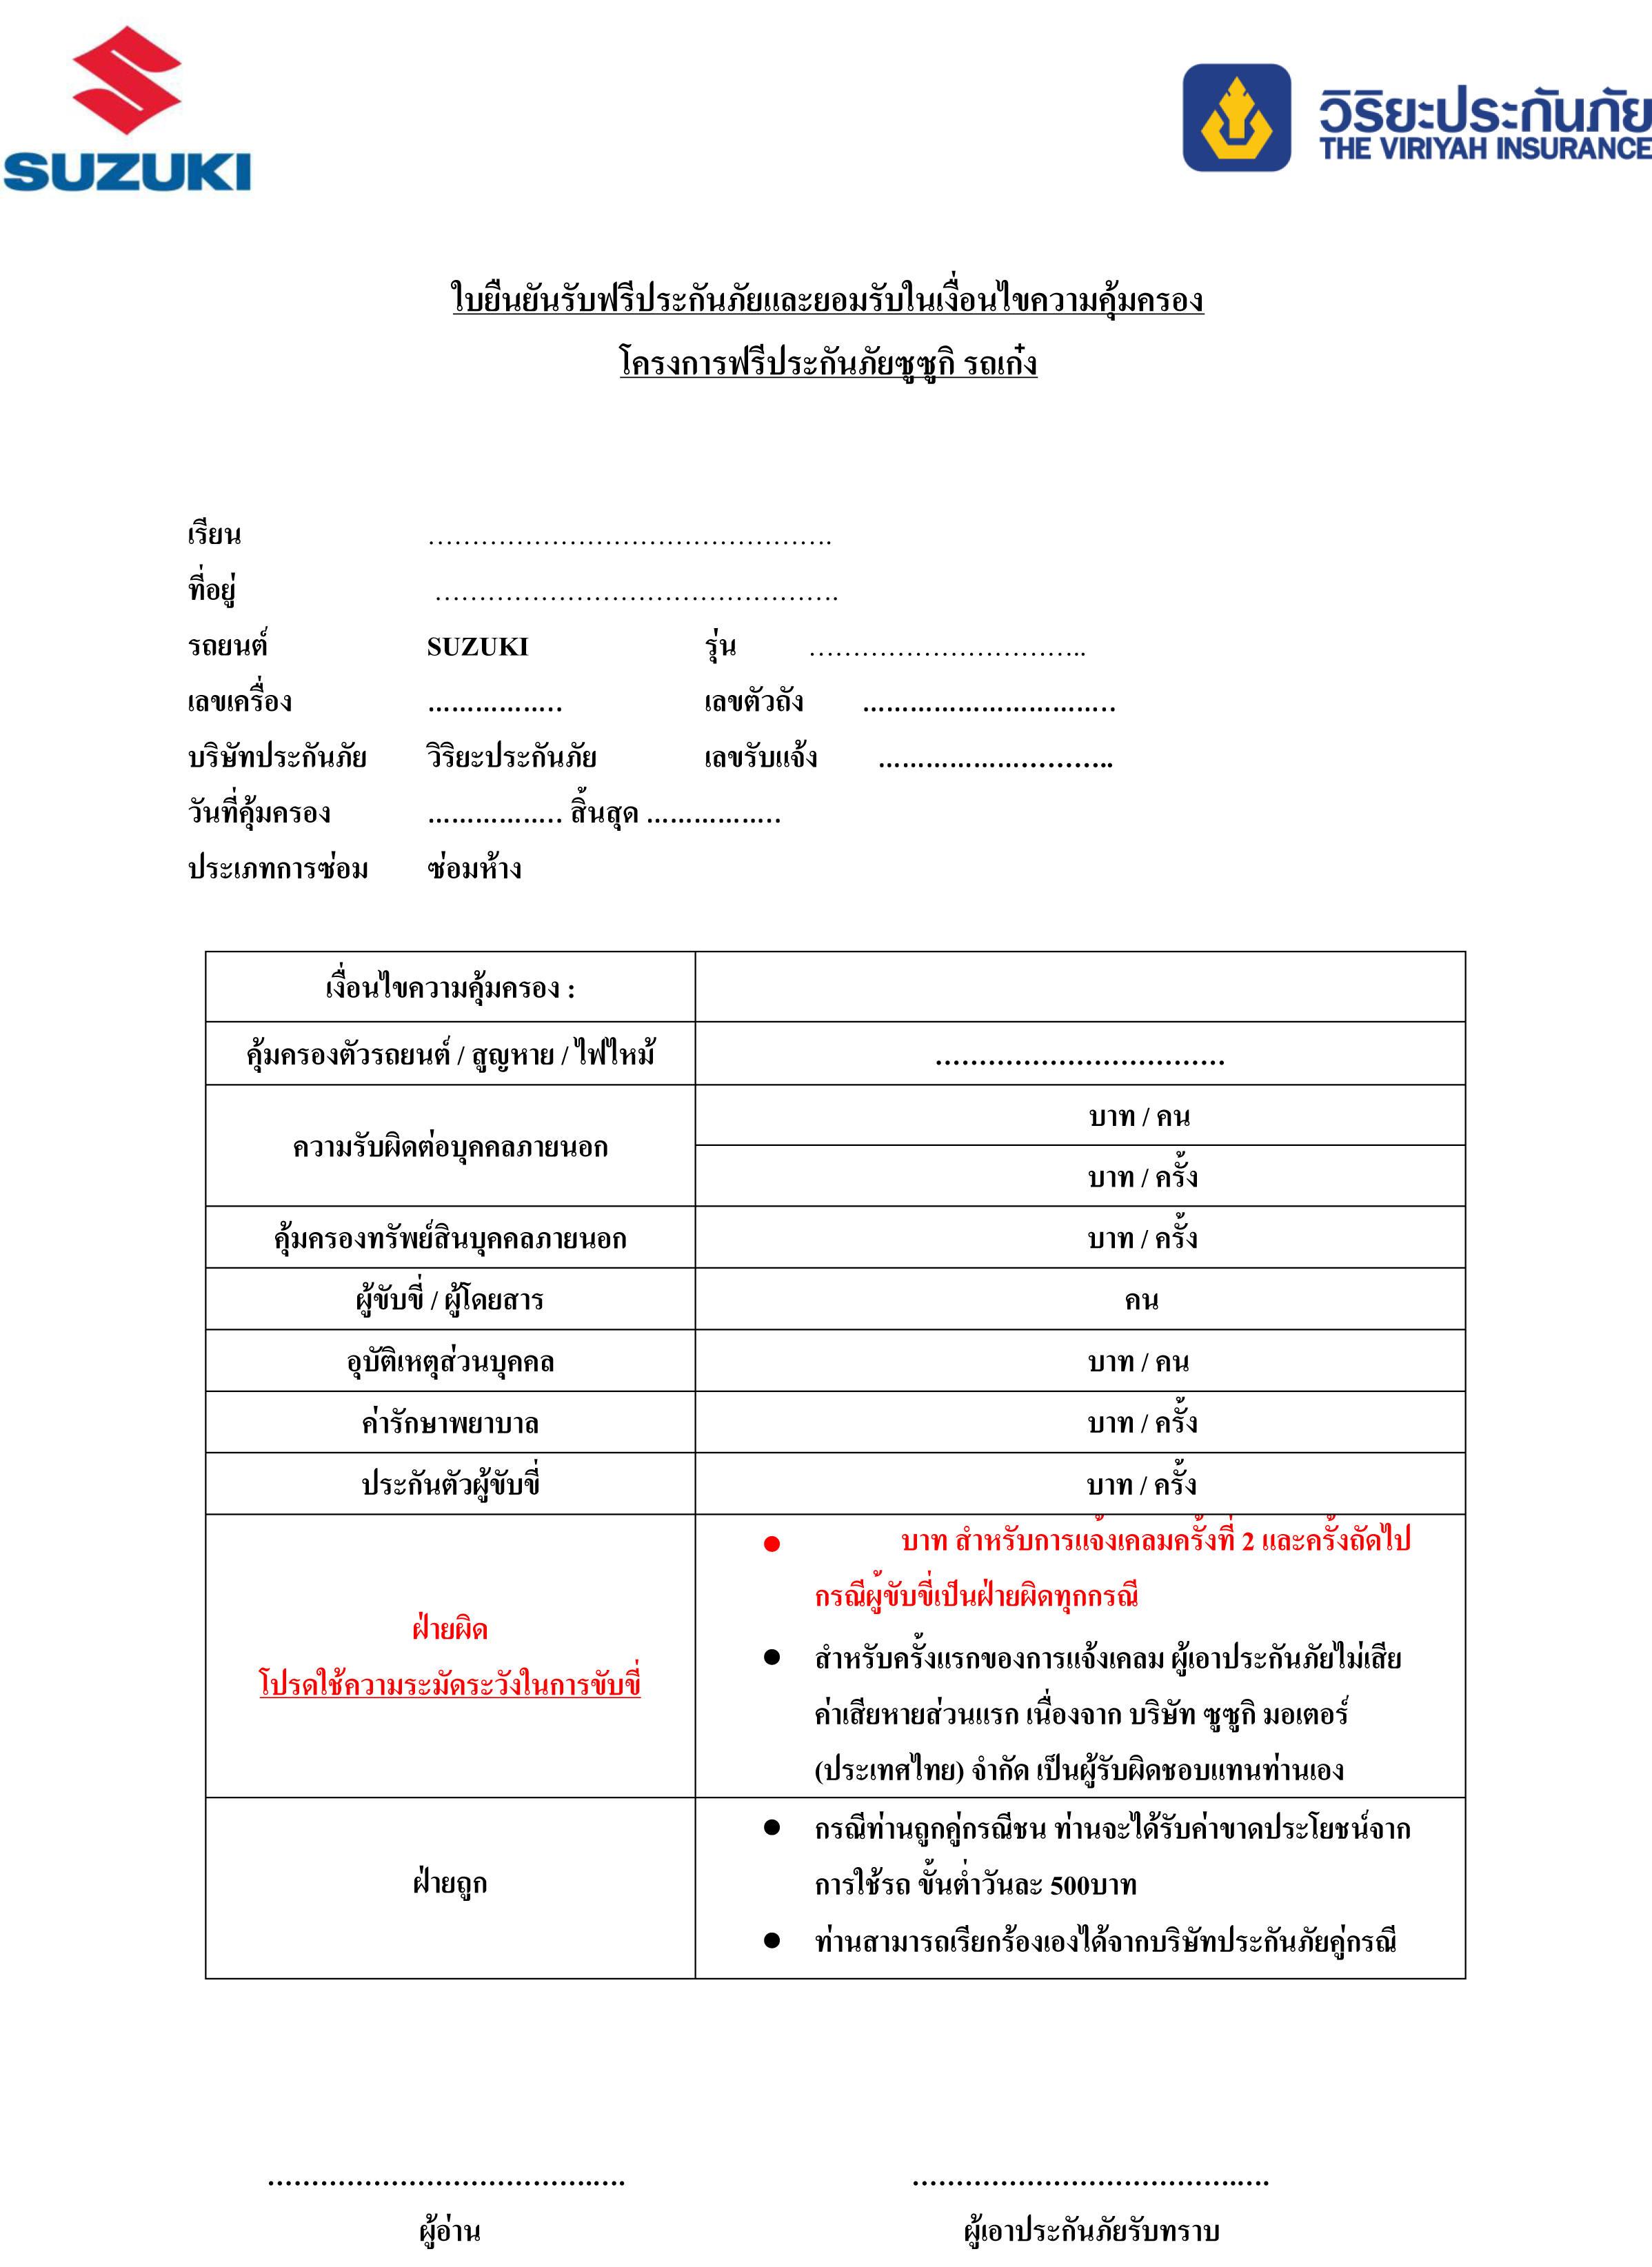 SUZUKI
วิริยะประกันภัย
THE VIRIYAH INSURANCE
ใบยืนยันรับฟรีประกันภัยและยอมรับในเงื่อนไขความคุ้มครอง
โครงการฟรีประกันภัยซูซูกิ รถเก๋ง
เรียน ……………………………………….
ที่อยู่ ……………………………………….
รถยนต์ SUZUKI รุ่น …………………………..
เลขเครื่อง …………….. เลขตัวถัง …………………………..
บริษัทประกันภัย วิริยะประกันภัย เลขรับแจ้ง ………………………..
วันที่คุ้มครอง …………….. สิ้นสุด ……………..
ประเภทการซ่อม ซ่อมห้าง
เงื่อนไขความคุ้มครอง :
คุ้มครองตัวรถยนต์ / สูญหาย / ไฟไหม้ ……………………………
ความรับผิดต่อบุคคลภายนอก บาท / คน
บาท / ครั้ง
คุ้มครองทรัพย์สินบุคคลภายนอก บาท / ครั้ง
ผู้ขับขี่ / ผู้โดยสาร คน
อุบัติเหตุส่วนบุคคล บาท / คน
ค่ารักษาพยาบาล บาท / ครั้ง
ประกันตัวผู้ขับขี่ บาท / ครั้ง
ฝ่ายผิด
โปรดใช้ความระมัดระวังในการขับขี่
● บาท สำหรับการแจ้งเคลมครั้งที่ 2 และครั้งถัดไป
กรณีผู้ขับขี่เป็นฝ่ายผิดทุกกรณี
● สำหรับครั้งแรกของการแจ้งเคลม ผู้เอาประกันภัยไม่เสีย
ค่าเสียหายส่วนแรก เนื่องจาก บริษัท ซูซูกิ มอเตอร์
(ประเทศไทย) จำกัด เป็นผู้รับผิดชอบแทนท่านเอง
ฝ่ายถูก
● กรณีท่านถูกคู่กรณีชน ท่านจะได้รับค่าขาดประโยชน์จาก
การใช้รถ ขั้นต่ำวันละ 500บาท
● ท่านสามารถเรียกร้องเองได้จากบริษัทประกันภัยคู่กรณี
……………………………….…. ……………………………….….
ผู้อ่าน ผู้เอาประกันภัยรับทราบ